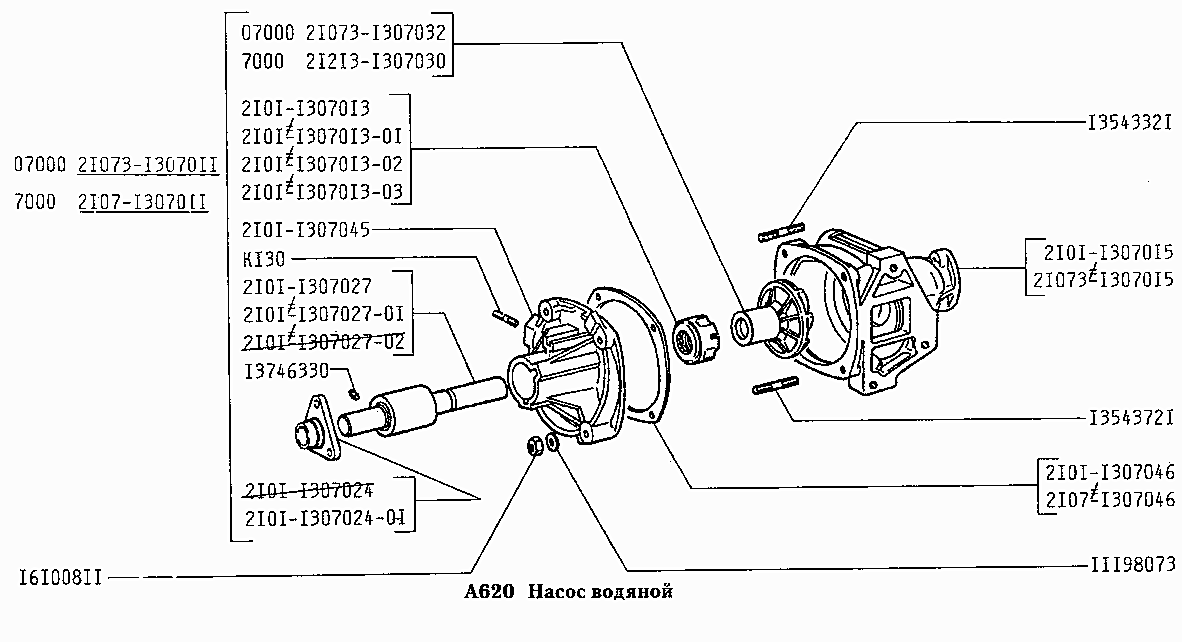 07000 2I073-I307032
7000 2I2I3-I307030
2I0I-I3070I3
2I0I≠I3070I3-0I
2I0I≠I3070I3-02
2I0I≠I3070I3-03
07000 2I073-I3070II
7000 2I07-I3070II
2I0I-I307045
KI30
2I0I-I307027
2I0I≠I307027-0I
2I0I≠I307027-02
I3746330
2I0I-I307024
2I0I-I307024-0I
I6I008II
I354332I
2I0I-I3070I5
2I073≠I3070I5
I354372I
2I0I-I307046
2I07≠I307046
III98073
А620 Насос водяной